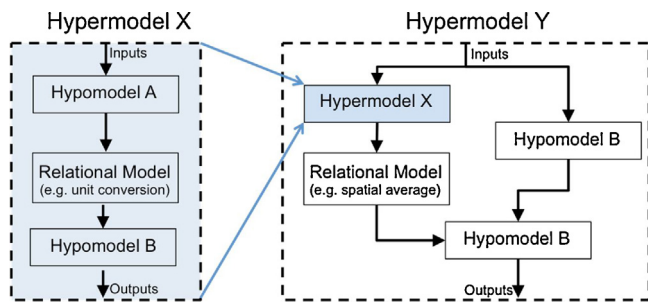 Hypermodel X
Inputs
Hypomodel A
Relational Model
(e.g. unit conversion)
Hypomodel B
Outputs
Hypermodel Y
Inputs
Hypermodel X
Hypomodel B
Relational Model
(e.g. spatial average)
Hypomodel B
Outputs